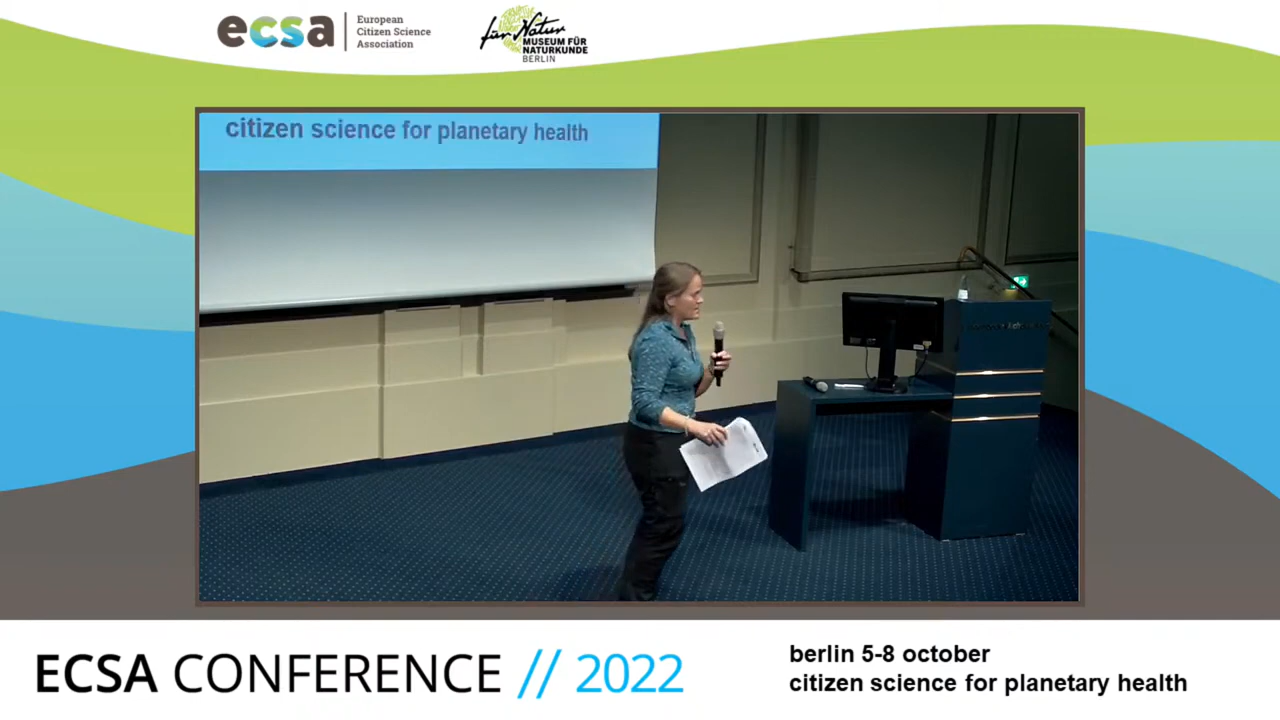 ecsa
European
Citizen Science
Association
für Natur
MUSEUM FÜR
NATURKUNDE
BERLIN
citizen science for planetary health
ECSA CONFERENCE // 2022
berlin 5-8 october
citizen science for planetary health